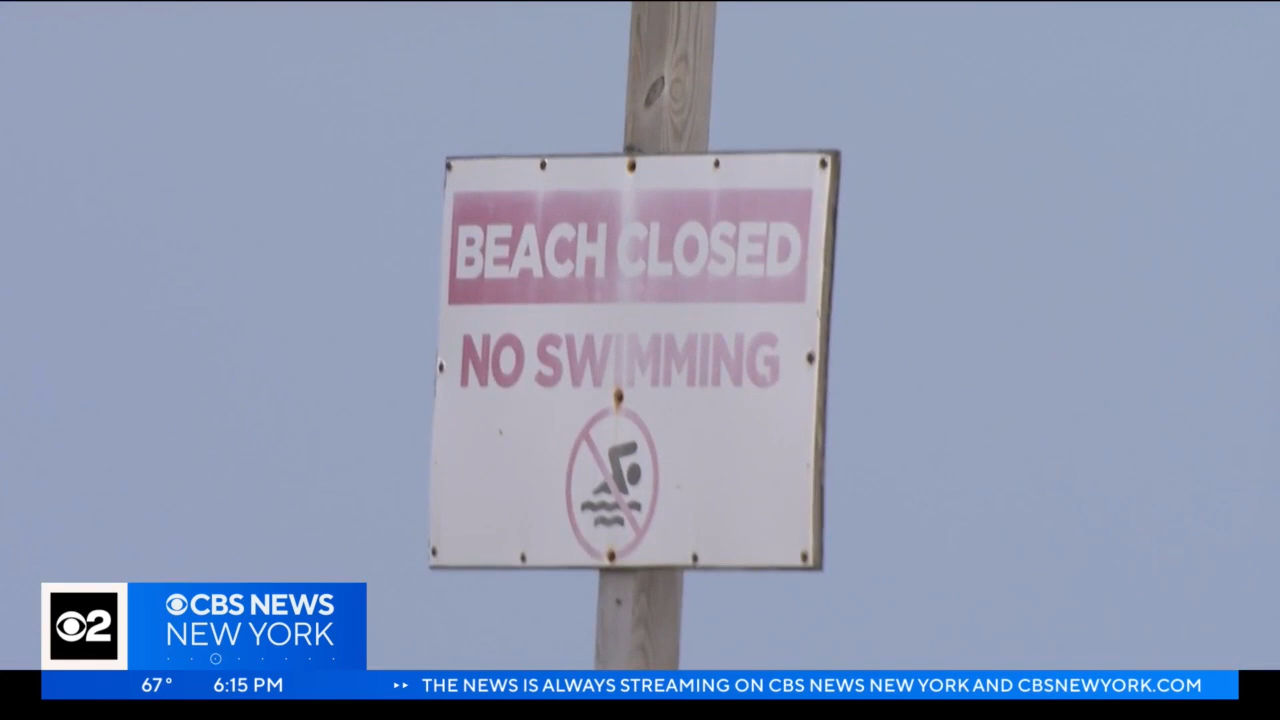 BEACH CLOSED
NO SWIMMING
2
CBS NEWS
NEW YORK
67° 6:15 PM THE NEWS IS ALWAYS STREAMING ON CBS NEWS NEW YORK AND CBSNEWYORK.COM